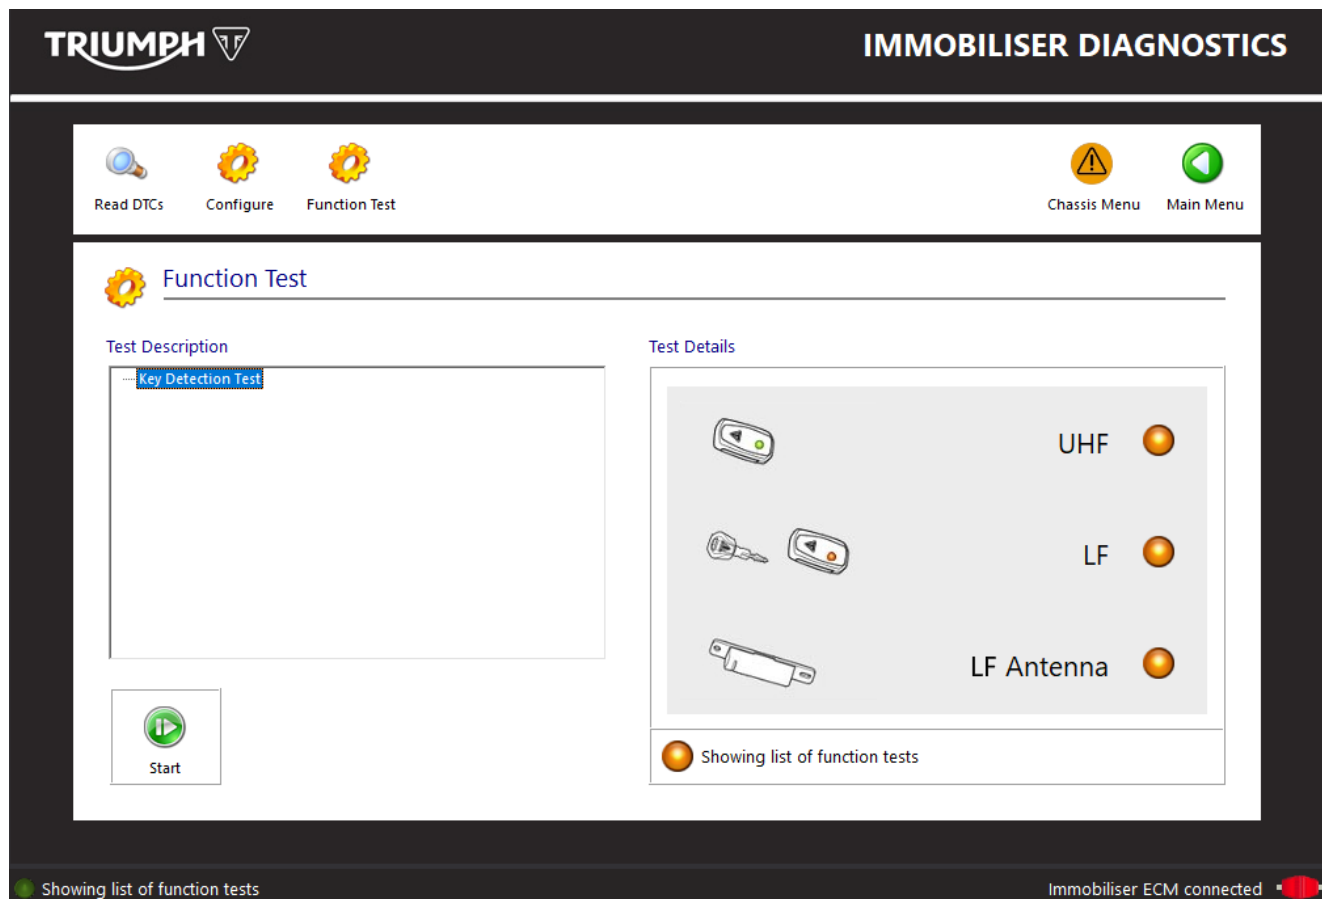 TRIUMPH
IMMOBILISER DIAGNOSTICS
Read DTCs
Configure
Function Test
Chassis Menu
Main Menu
Function Test
Test Description
Test Details
Key Detection Test
UHF
LF
LF Antenna
Start
Showing list of function tests
Showing list of function tests
Immobiliser ECM connected